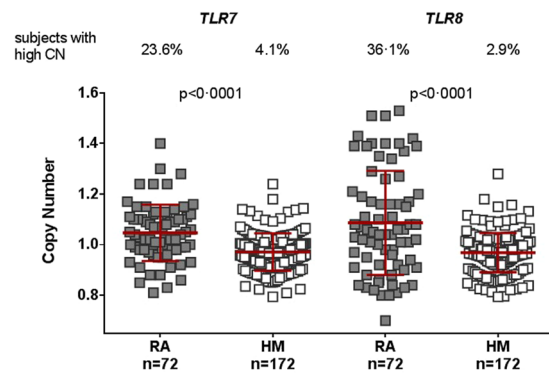 TLR7 TLR8
subjects with
high CN
23.6% 4.1% 36·1% 2.9%
p<0·0001 p<0·0001
Copy Number
1.6
1.4
1.2
1.0
0.8
RA HM RA HM
n=72 n=172 n=72 n=172